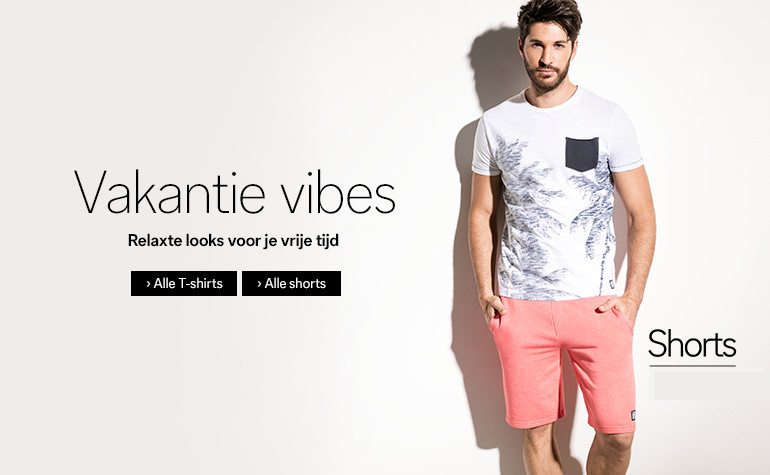 Vakantie vibes
Relaxte looks voor je vrije tijd
› Alle T-shirts
› Alle shorts
Shorts